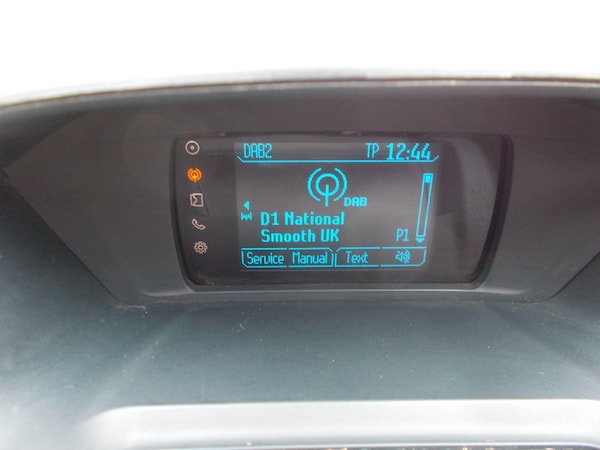 DAB2 TP 12:44
DAB
D1 National
Smooth UK P1
Service Manual Text